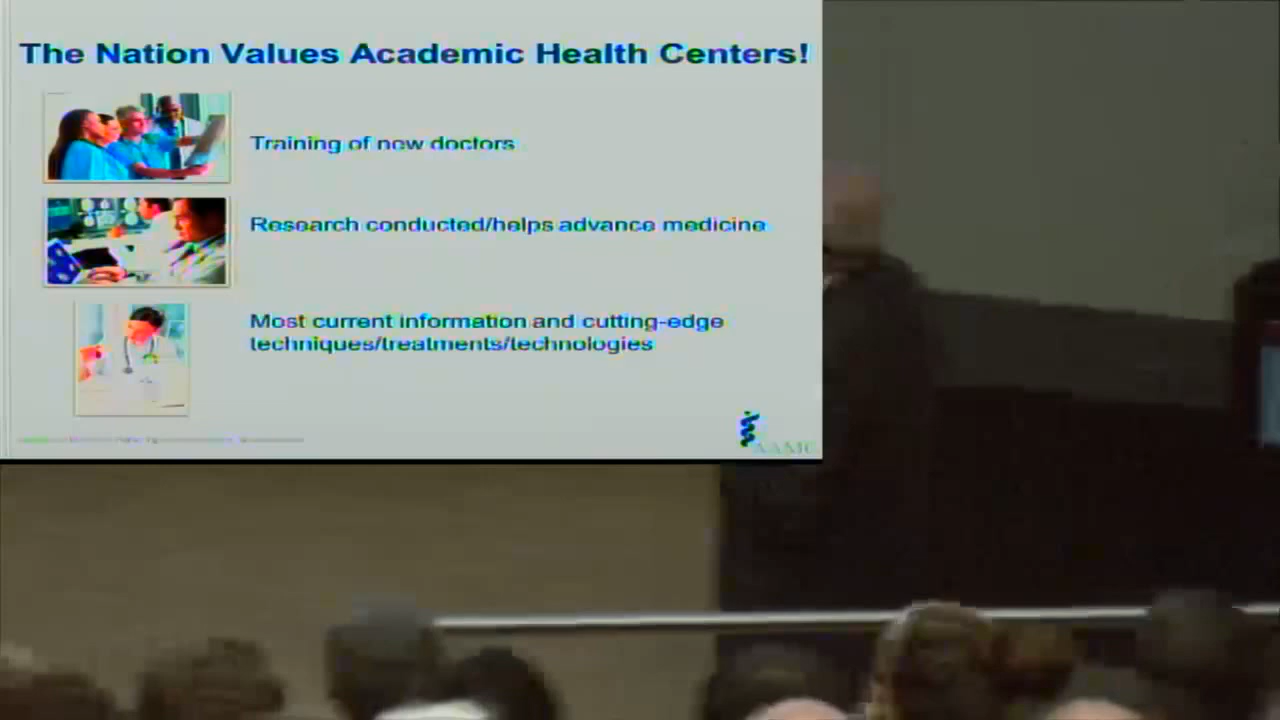 The Nation Values Academic Health Centers!
Training of new doctors
Research conducted/helps advance medicine
Most current information and cutting-edge
techniques/treatments/technologies
AAMC